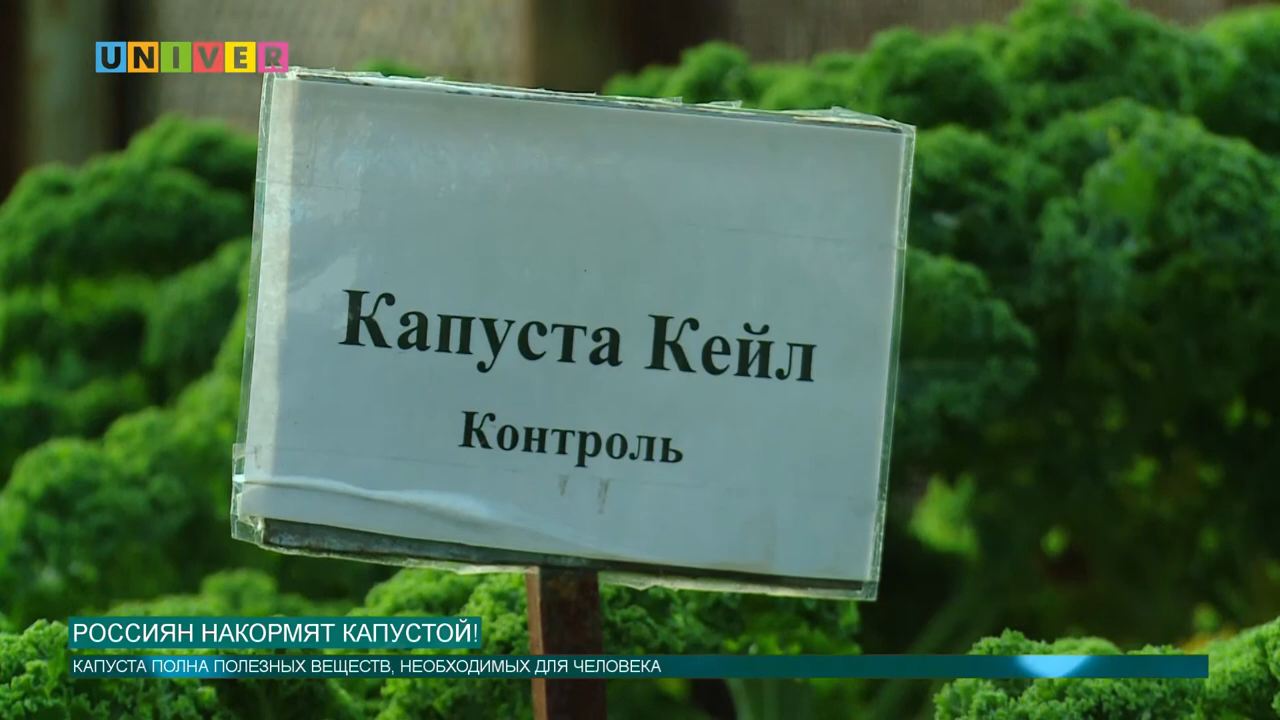 UNIVER
Капуста Кейл
Контроль
РОССИЯН НАКОРМЯТ КАПУСТОЙ!
КАПУСТА ПОЛНА ПОЛЕЗНЫХ ВЕЩЕСТВ, НЕОБХОДИМЫХ ДЛЯ ЧЕЛОВЕКА